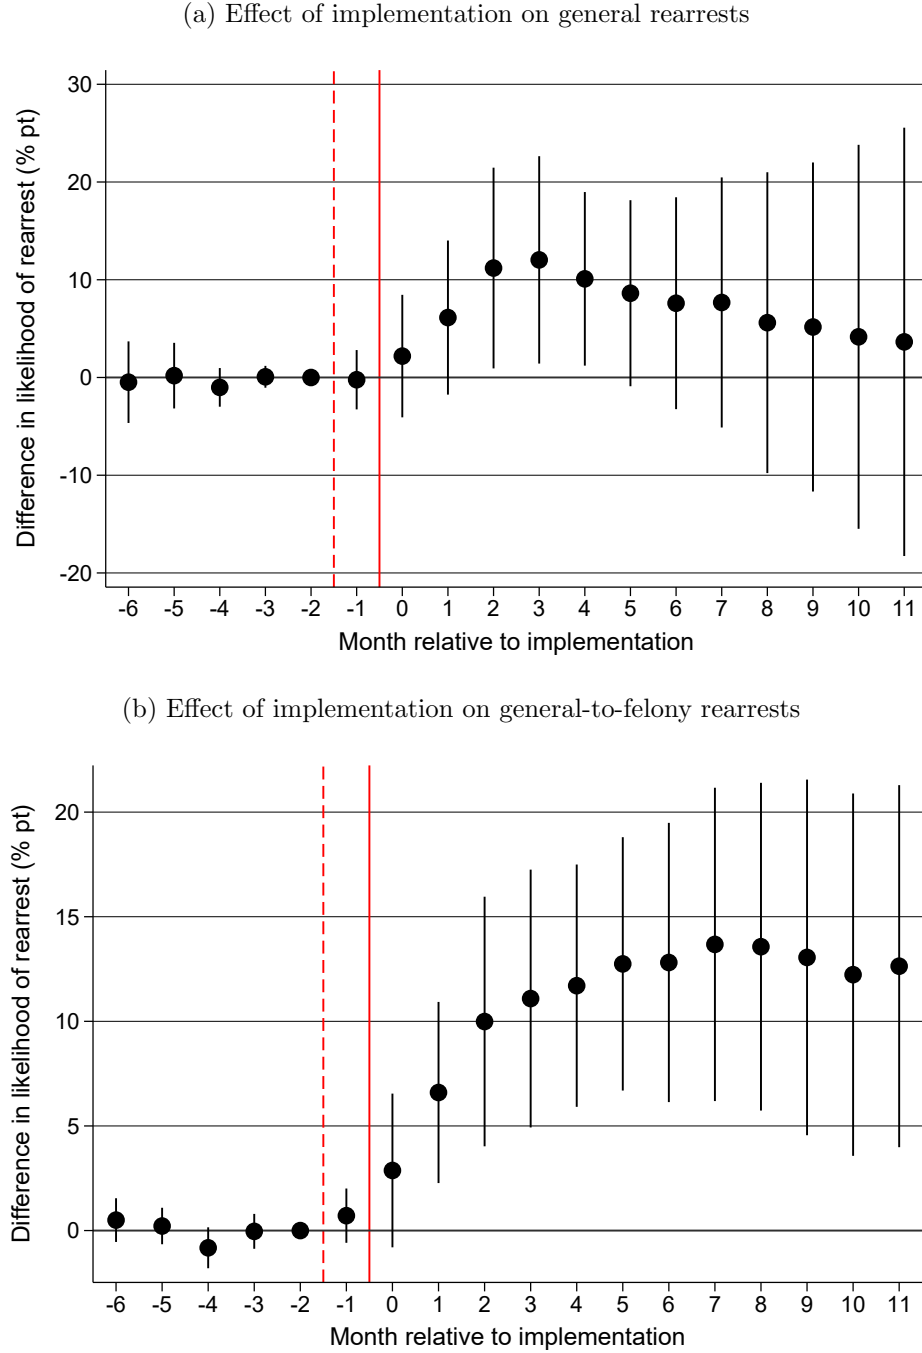 (a) Effect of implementation on general rearrests
Difference in likelihood of rearrest (% pt)
30
20
10
0
-10
-20
-6 -5 -4 -3 -2 -1 0 1 2 3 4 5 6 7 8 9 10 11
Month relative to implementation
(b) Effect of implementation on general-to-felony rearrests
Difference in likelihood of rearrest (% pt)
20
15
10
5
0
-6 -5 -4 -3 -2 -1 0 1 2 3 4 5 6 7 8 9 10 11
Month relative to implementation